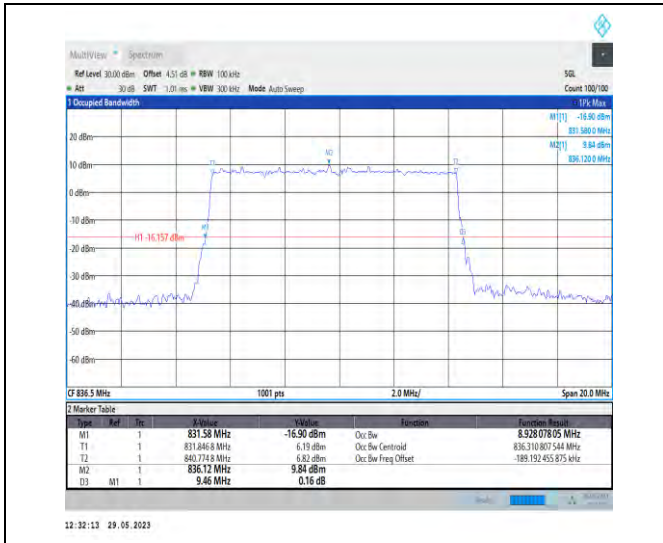 MultiView Spectrum
Ref Level 30.00 dBm Offset 4.51 dB RBW 100 kHz SGL
Att 30 dB SWT 1.01 ms VBW 300 kHz Mode Auto Sweep Count 100/100
1 Occupied Bandwidth 1Pk Max
M1[1] -16.90 dBm
831.580 0 MHz
M2[1] 9.84 dBm
836.120 0 MHz
20 dBm
M2
T1 T2
10 dBm
0 dBm
-10 dBm
M1 D3
H1 -16.157 dBm
-20 dBm
-30 dBm
-40 dBm
-50 dBm
-60 dBm
CF 836.5 MHz 1001 pts 2.0 MHz/ Span 20.0 MHz
2 Marker Table
Type Ref Trc X-Value Y-Value Function Function Result
M1 1 831.58 MHz -16.90 dBm Occ Bw 8.928 078 05 MHz
T1 1 831.846 8 MHz 6.19 dBm Occ Bw Centroid 836.310 807 544 MHz
T2 1 840.774 8 MHz 6.82 dBm Occ Bw Freq Offset -189.192 455 875 kHz
M2 1 836.12 MHz 9.84 dBm
D3 M1 1 9.46 MHz 0.16 dB
12:32:13 29.05.2023